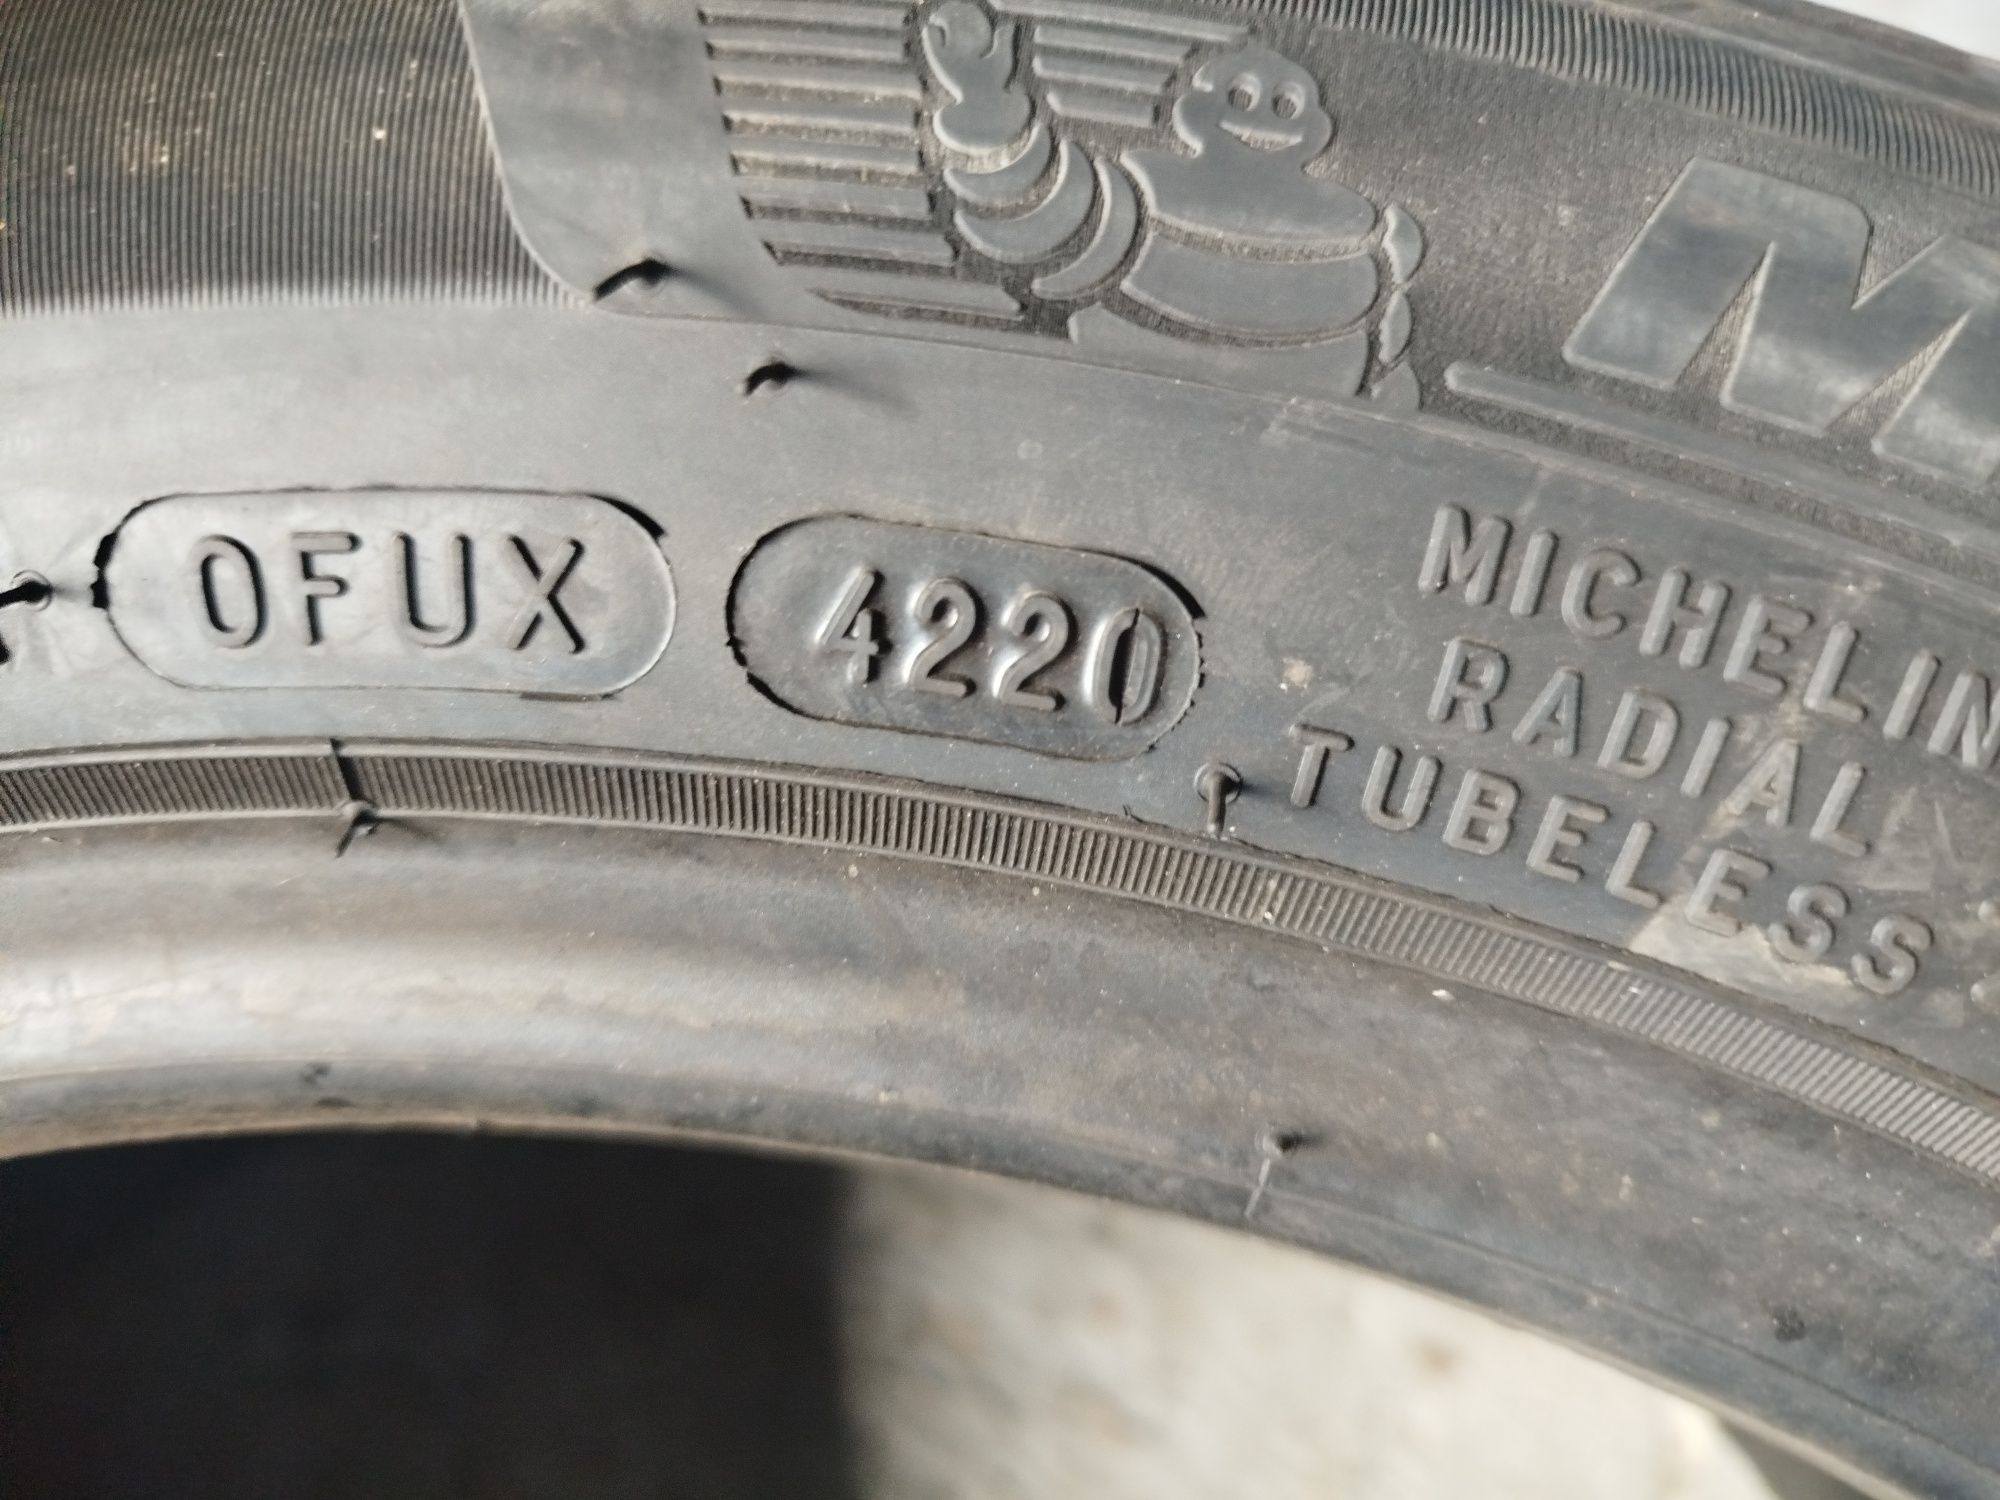 M
0FUX
4220
MICHELIN
RADIAL
TUBELESS